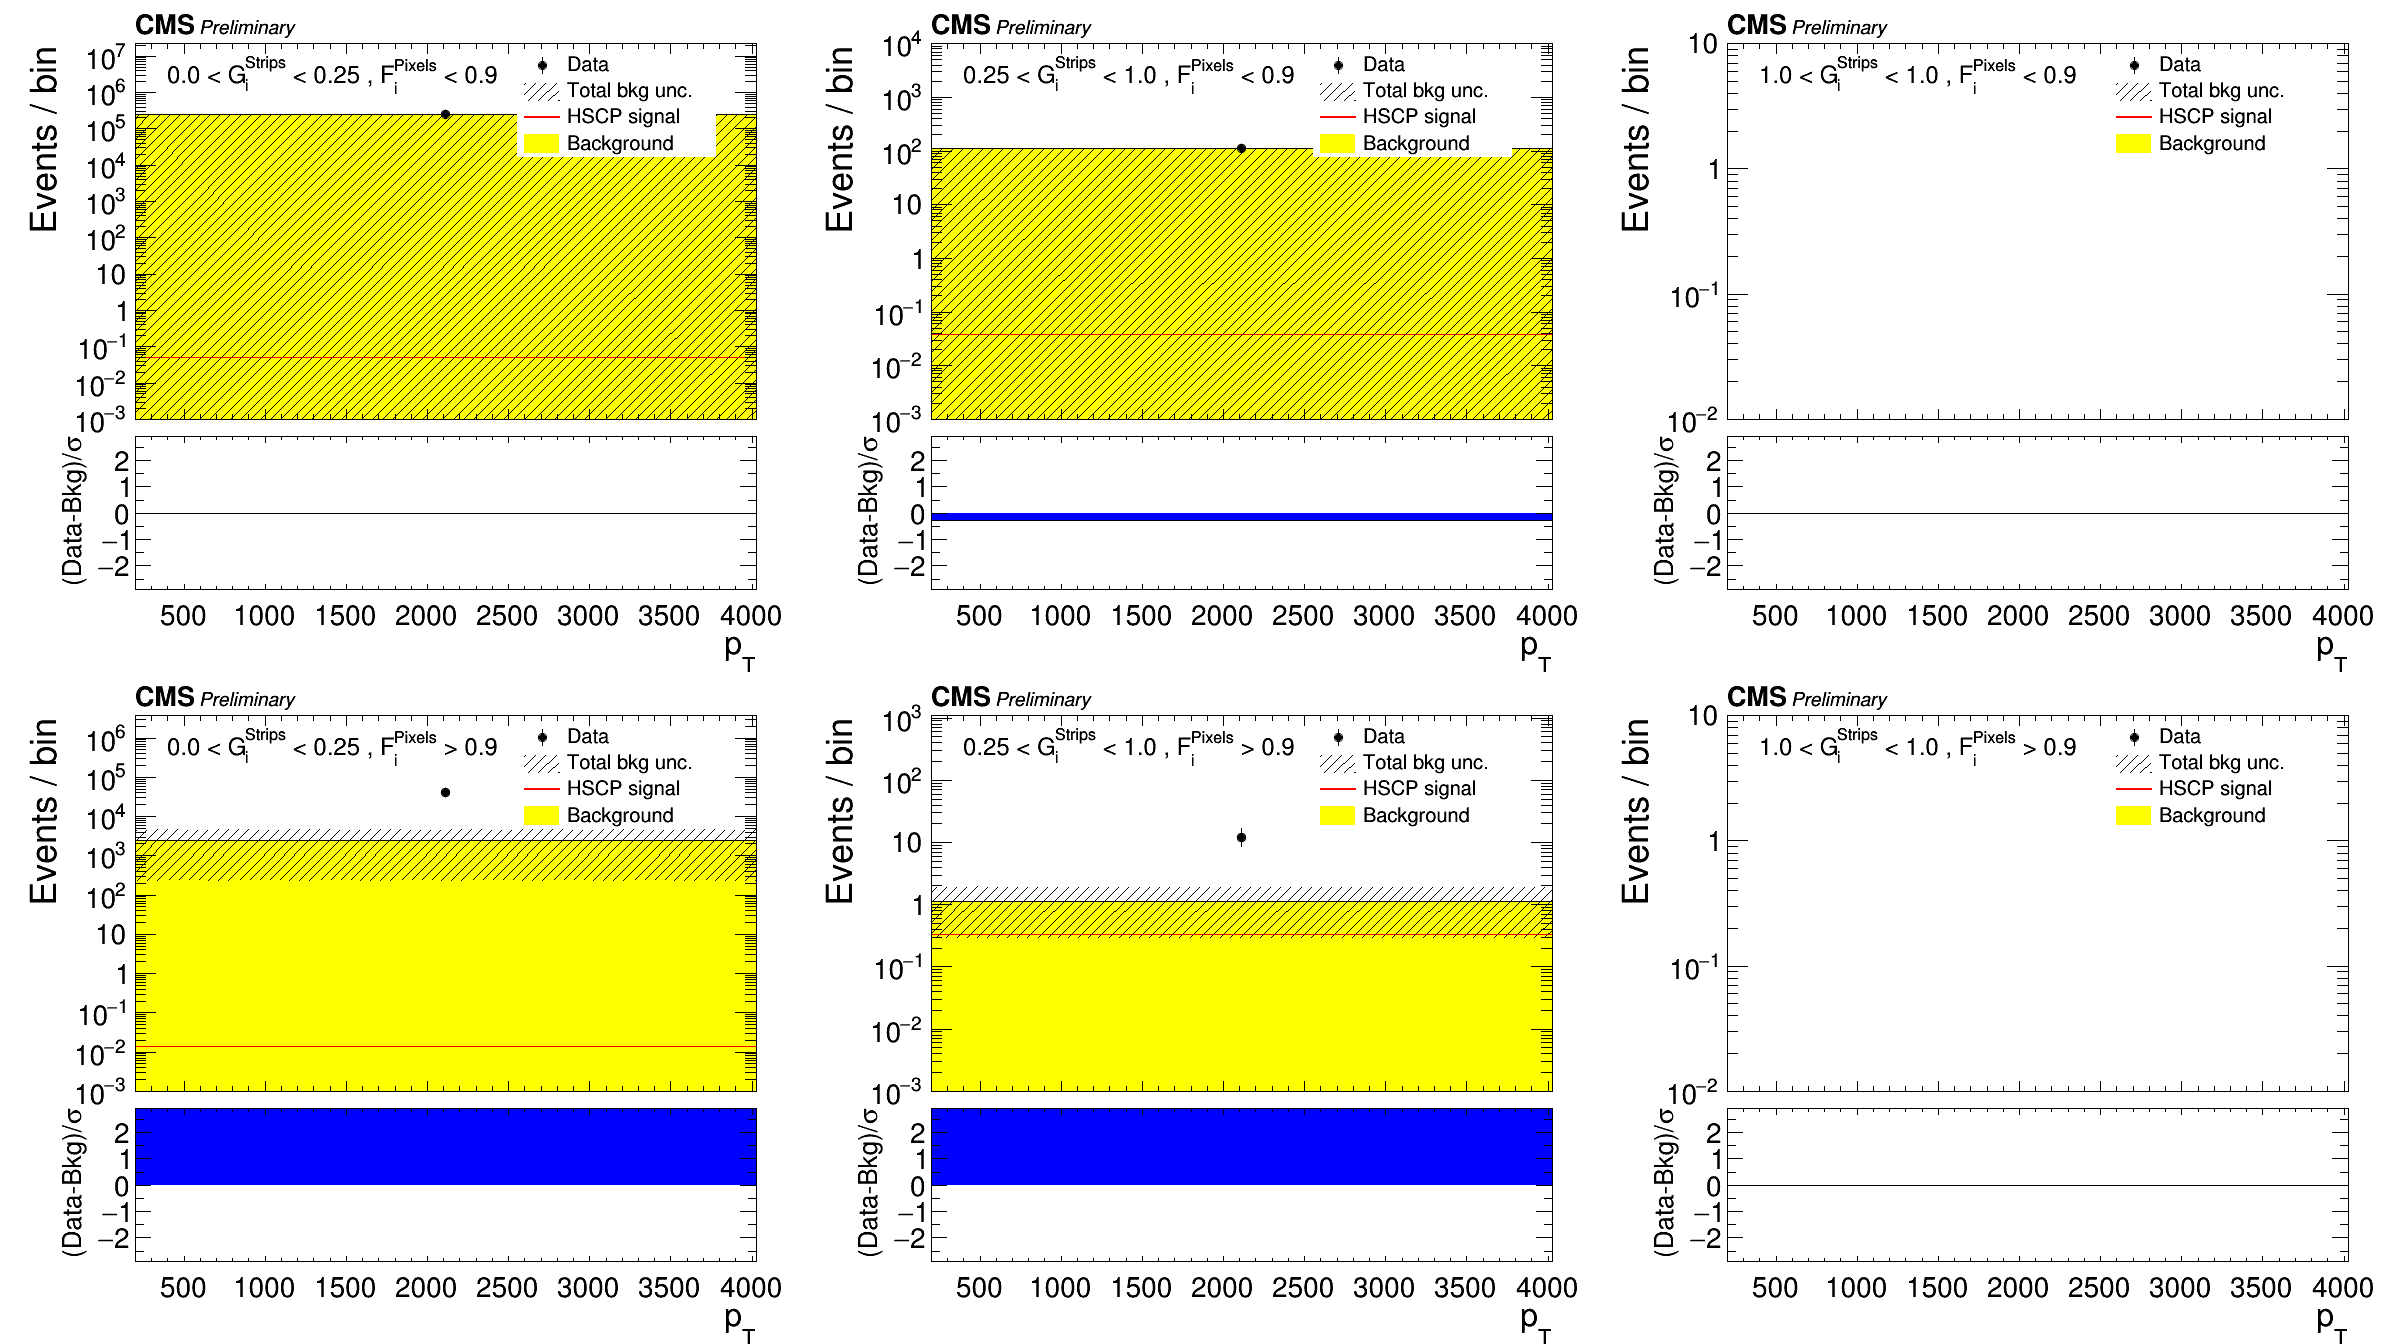 CMS Preliminary
Events / bin
10^7
10^6
10^5
10^4
10^3
10^2
10
1
10^−1
10^−2
10^−3
0.0 < G_i^Strips < 0.25 , F_i^Pixels < 0.9
Data
Total bkg unc.
HSCP signal
Background
(Data-Bkg)/σ
2
1
0
−1
−2
500 1000 1500 2000 2500 3000 3500 4000
p_T
CMS Preliminary
Events / bin
10^4
10^3
10^2
10
1
10^−1
10^−2
10^−3
0.25 < G_i^Strips < 1.0 , F_i^Pixels < 0.9
Data
Total bkg unc.
HSCP signal
Background
(Data-Bkg)/σ
2
1
0
−1
−2
500 1000 1500 2000 2500 3000 3500 4000
p_T
CMS Preliminary
Events / bin
10
1
10^−1
10^−2
1.0 < G_i^Strips < 1.0 , F_i^Pixels < 0.9
Data
Total bkg unc.
HSCP signal
Background
(Data-Bkg)/σ
2
1
0
−1
−2
500 1000 1500 2000 2500 3000 3500 4000
p_T
CMS Preliminary
Events / bin
10^6
10^5
10^4
10^3
10^2
10
1
10^−1
10^−2
10^−3
0.0 < G_i^Strips < 0.25 , F_i^Pixels > 0.9
Data
Total bkg unc.
HSCP signal
Background
(Data-Bkg)/σ
2
1
0
−1
−2
500 1000 1500 2000 2500 3000 3500 4000
p_T
CMS Preliminary
Events / bin
10^3
10^2
10
1
10^−1
10^−2
10^−3
0.25 < G_i^Strips < 1.0 , F_i^Pixels > 0.9
Data
Total bkg unc.
HSCP signal
Background
(Data-Bkg)/σ
2
1
0
−1
−2
500 1000 1500 2000 2500 3000 3500 4000
p_T
CMS Preliminary
Events / bin
10
1
10^−1
10^−2
1.0 < G_i^Strips < 1.0 , F_i^Pixels > 0.9
Data
Total bkg unc.
HSCP signal
Background
(Data-Bkg)/σ
2
1
0
−1
−2
500 1000 1500 2000 2500 3000 3500 4000
p_T